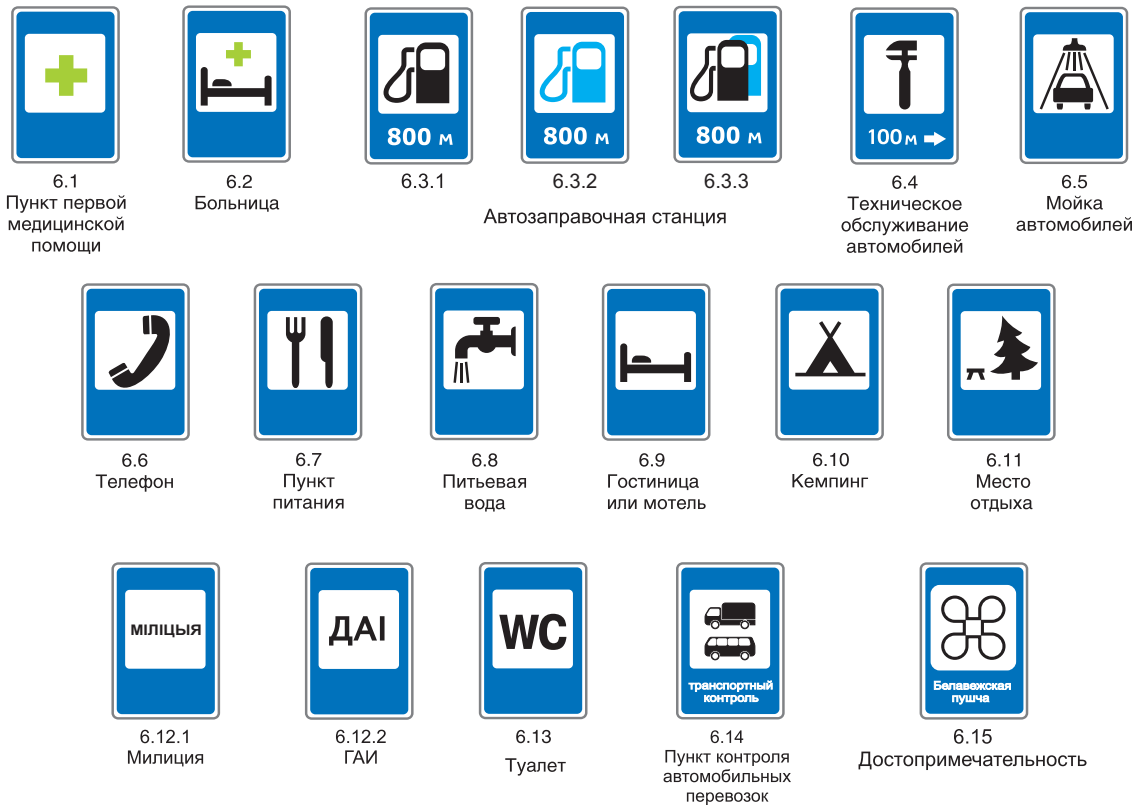 800 м
800 м
800 м
100 м
6.1
Пункт первой
медицинской
помощи
6.2
Больница
6.3.1
6.3.2
6.3.3
Автозаправочная станция
6.4
Техническое
обслуживание
автомобилей
6.5
Мойка
автомобилей
6.6
Телефон
6.7
Пункт
питания
6.8
Питьевая
вода
6.9
Гостиница
или мотель
6.10
Кемпинг
6.11
Место
отдыха
МІЛІЦЫЯ
ДАІ
WC
транспортный
контроль
Белавежская
пушча
6.12.1
Милиция
6.12.2
ГАИ
6.13
Туалет
6.14
Пункт контроля
автомобильных
перевозок
6.15
Достопримечательность